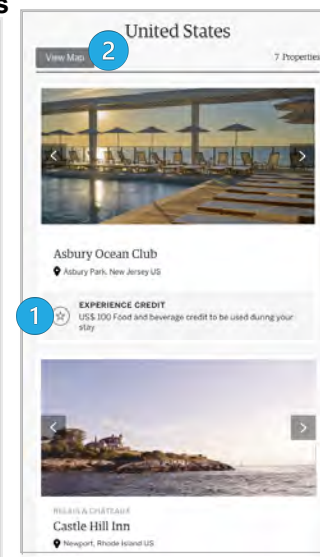 s
United States
View Map
2
7 Properties
Asbury Ocean Club
Asbury Park, New Jersey US
1
EXPERIENCE CREDIT
US$ 100 Food and beverage credit to be used during your
stay
RELAIS & CHÂTEAUX
Castle Hill Inn
Newport, Rhode Island US